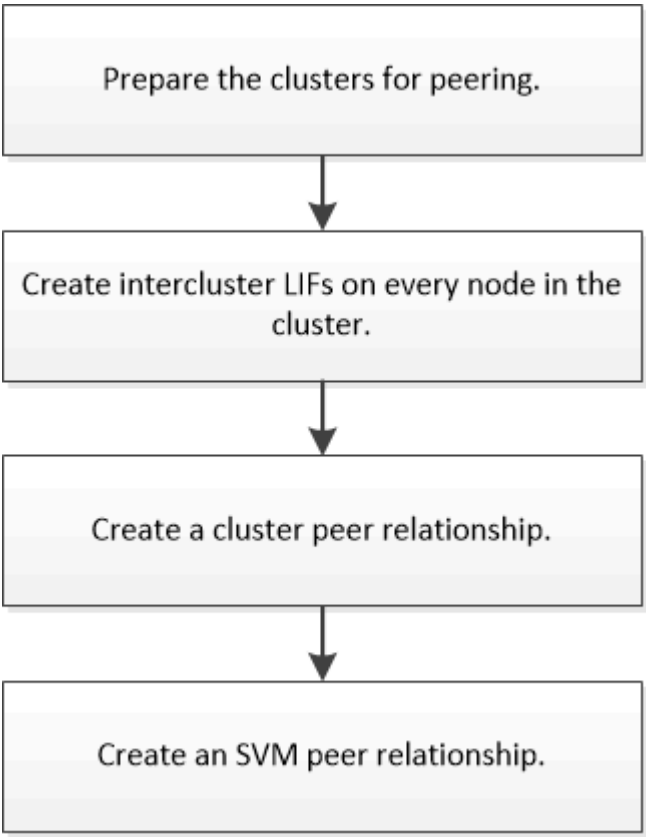 Prepare the clusters for peering.
Create intercluster LIFs on every node in the
cluster.
Create a cluster peer relationship.
Create an SVM peer relationship.